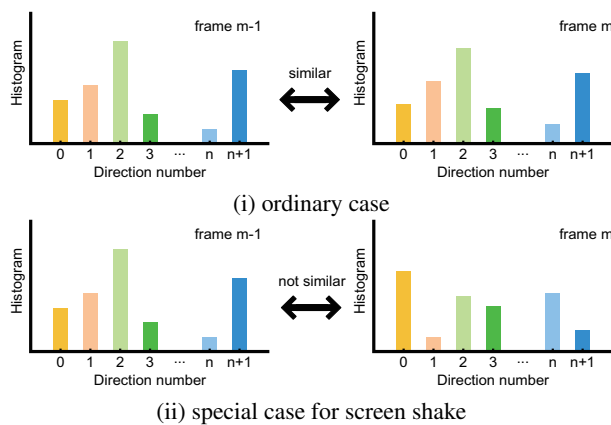 frame m-1
Histogram
0 1 2 3 ... n n+1
Direction number
similar
frame m
Histogram
0 1 2 3 ... n n+1
Direction number
(i) ordinary case
frame m-1
Histogram
0 1 2 3 ... n n+1
Direction number
not similar
frame m
Histogram
0 1 2 3 ... n n+1
Direction number
(ii) special case for screen shake